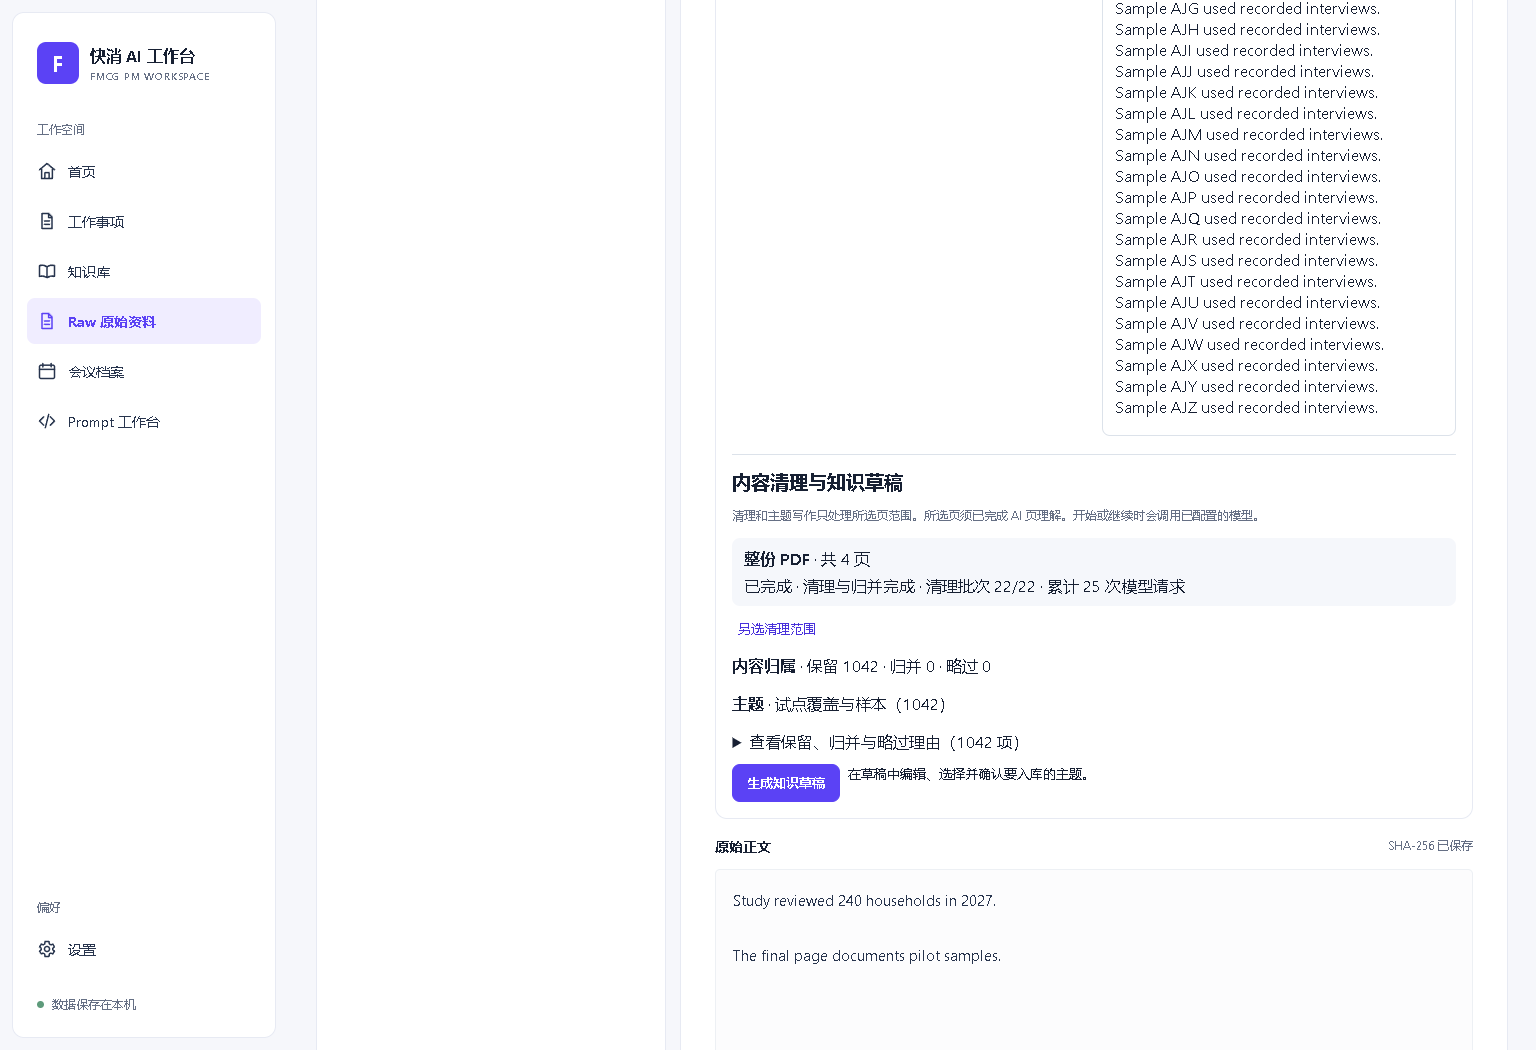 F
快消 AI 工作台
FMCG PM WORKSPACE
工作空间
首页
工作事项
知识库
Raw 原始资料
会议档案
Prompt 工作台
偏好
设置
数据保存在本机
Sample AJG used recorded interviews.
Sample AJH used recorded interviews.
Sample AJI used recorded interviews.
Sample AJJ used recorded interviews.
Sample AJK used recorded interviews.
Sample AJL used recorded interviews.
Sample AJM used recorded interviews.
Sample AJN used recorded interviews.
Sample AJO used recorded interviews.
Sample AJP used recorded interviews.
Sample AJQ used recorded interviews.
Sample AJR used recorded interviews.
Sample AJS used recorded interviews.
Sample AJT used recorded interviews.
Sample AJU used recorded interviews.
Sample AJV used recorded interviews.
Sample AJW used recorded interviews.
Sample AJX used recorded interviews.
Sample AJY used recorded interviews.
Sample AJZ used recorded interviews.
内容清理与知识草稿
清理和主题写作只处理所选页范围。所选页须已完成 AI 页理解。开始或继续时会调用已配置的模型。
整份 PDF · 共 4 页
已完成 · 清理与归并完成 · 清理批次 22/22 · 累计 25 次模型请求
另选清理范围
内容归属 · 保留 1042 · 归并 0 · 略过 0
主题 · 试点覆盖与样本（1042）
▶ 查看保留、归并与略过理由（1042 项）
生成知识草稿 在草稿中编辑、选择并确认要入库的主题。
原始正文 SHA-256 已保存
Study reviewed 240 households in 2027.
The final page documents pilot samples.